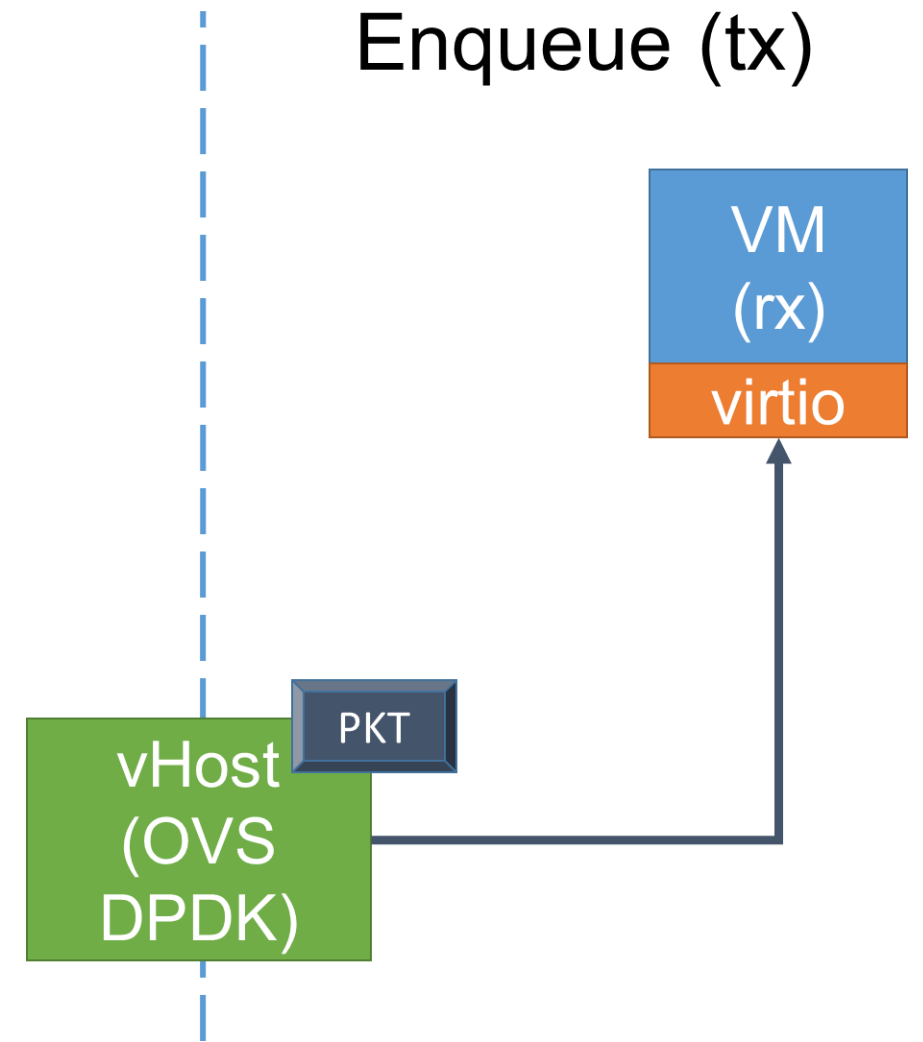 Enqueue (tx)
VM
(rx)
virtio
PKT
vHost
(OVS
DPDK)